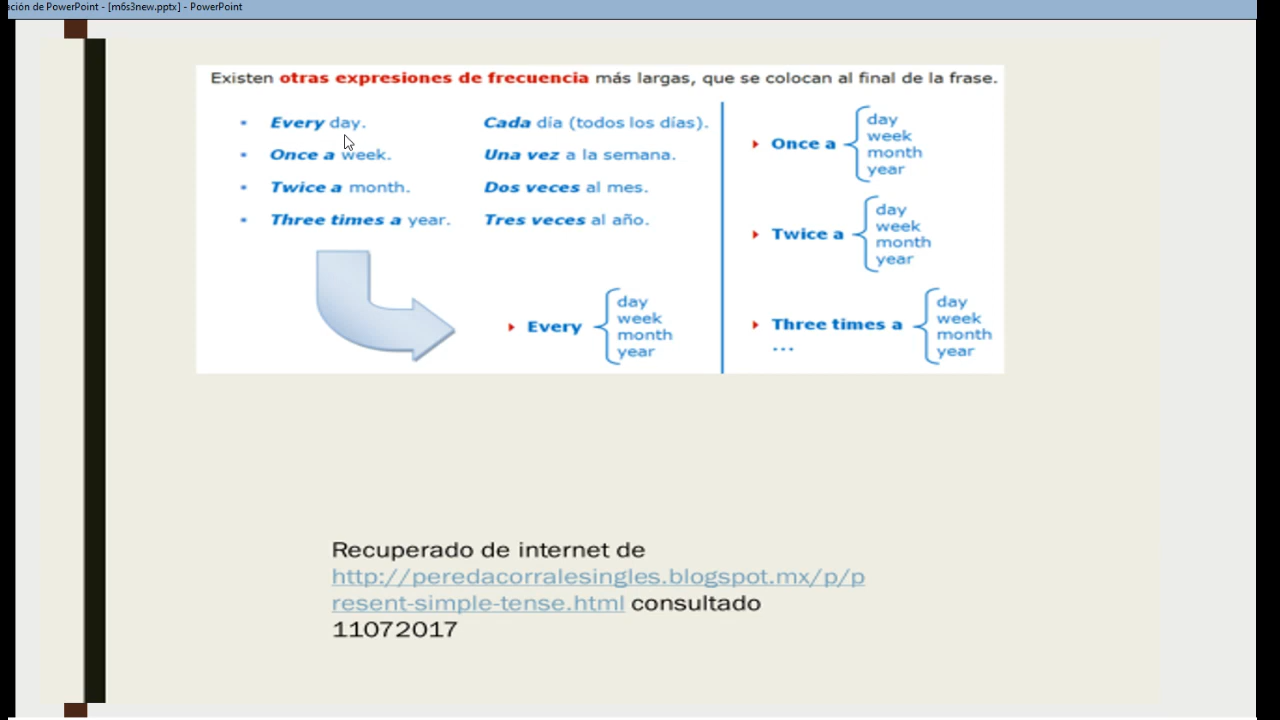 ación de PowerPoint - [m6s3new.pptx] - PowerPoint
Existen otras expresiones de frecuencia más largas, que se colocan al final de la frase.
• Every day. Cada día (todos los días).
• Once a week. Una vez a la semana.
• Twice a month. Dos veces al mes.
• Three times a year. Tres veces al año.
Every
day
week
month
year
Once a
day
week
month
year
Twice a
day
week
month
year
Three times a
...
day
week
month
year
Recuperado de internet de
http://peredacorralesingles.blogspot.mx/p/p
resent-simple-tense.html consultado
11072017